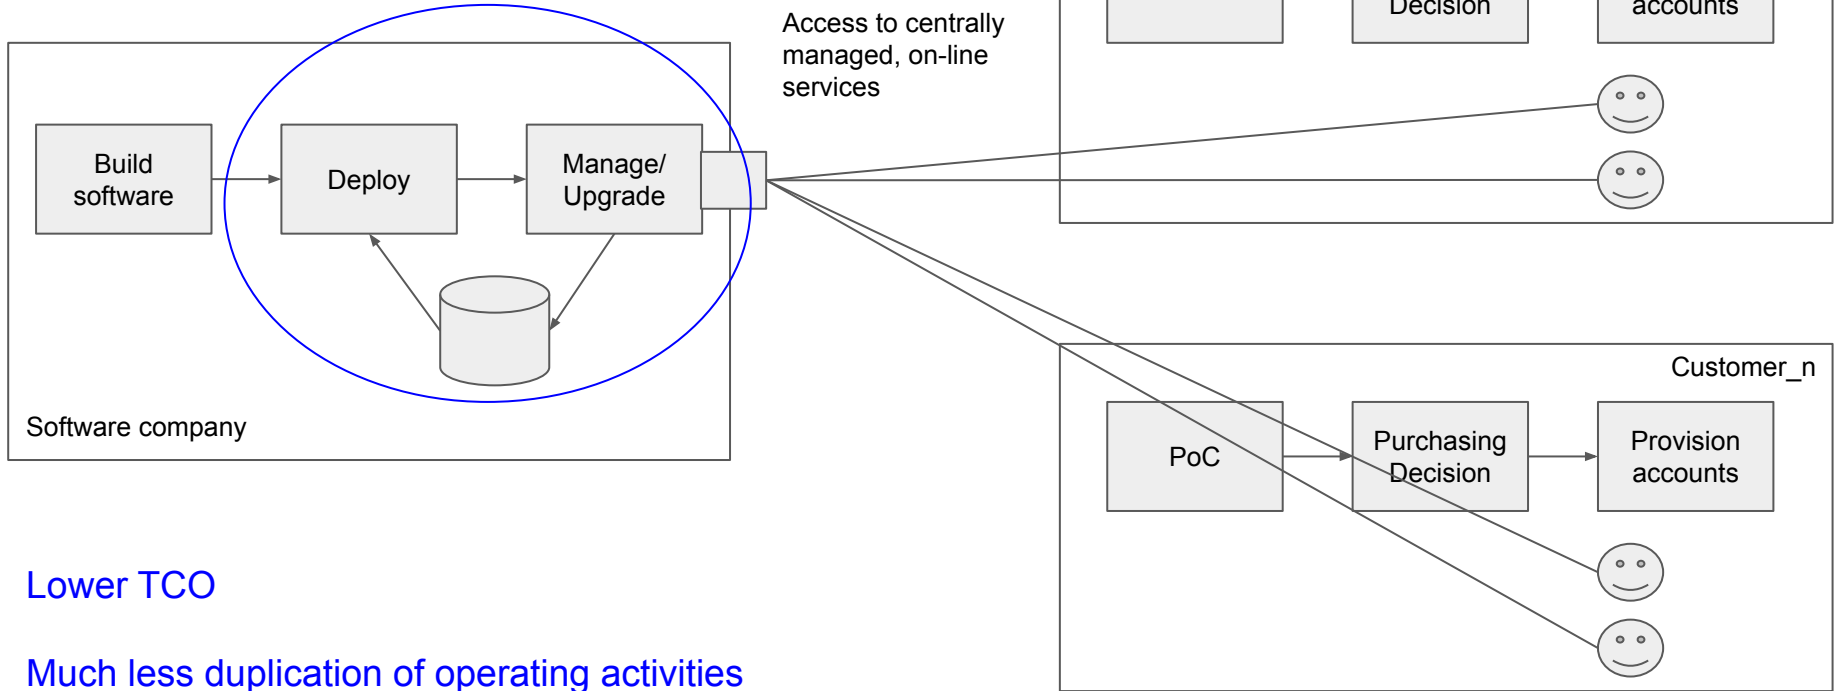 Access to centrally
managed, on-line
services
Decision
accounts
Build
software
Deploy
Manage/
Upgrade
Software company
Customer_n
PoC
Purchasing
Decision
Provision
accounts
Lower TCO
Much less duplication of operating activities